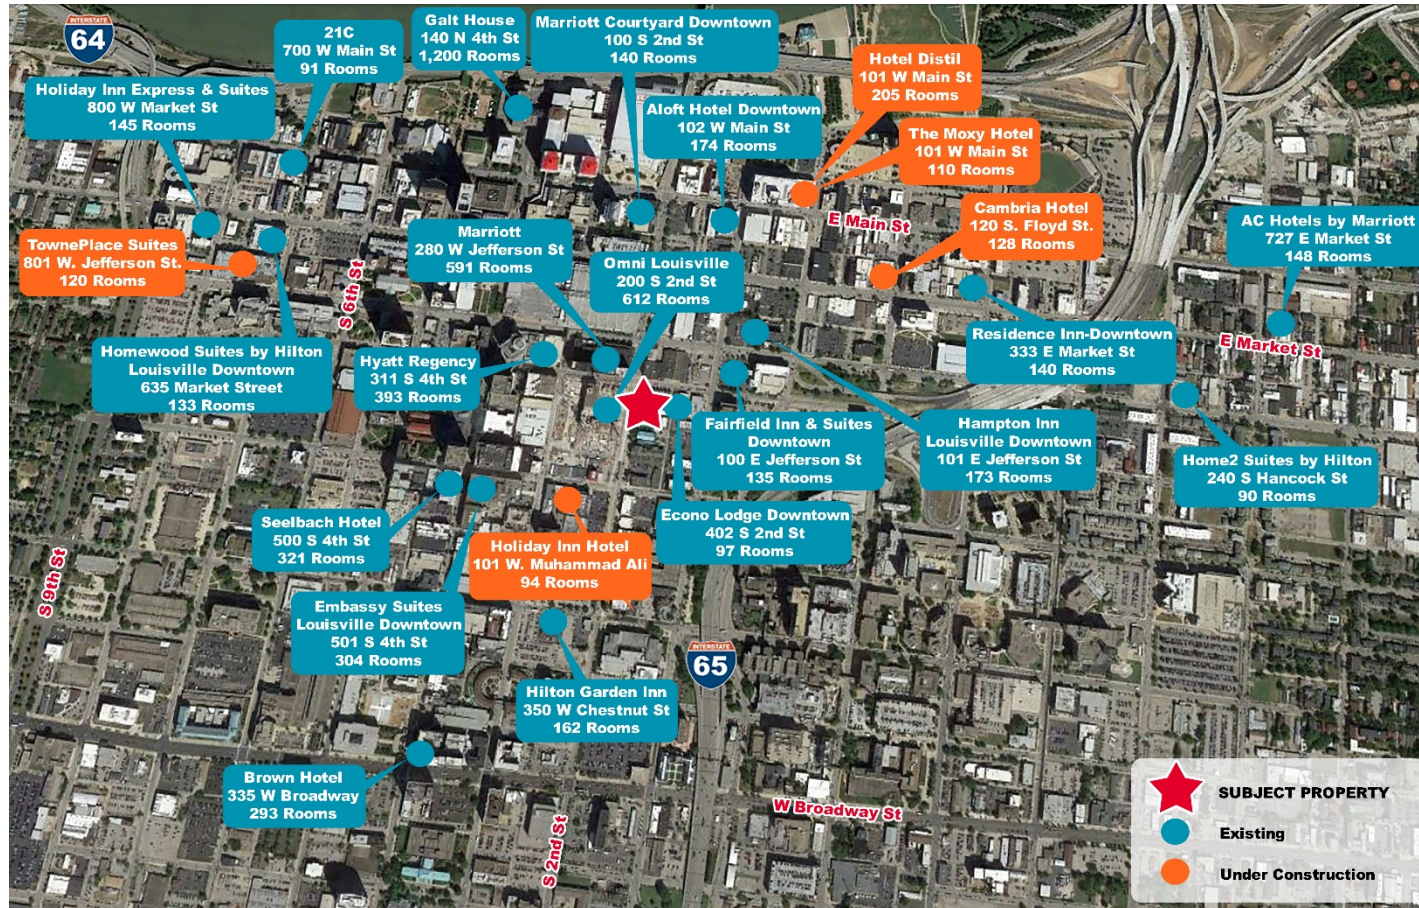 INTERSTATE
64
21C
700 W Main St
91 Rooms
Galt House
140 N 4th St
1,200 Rooms
Marriott Courtyard Downtown
100 S 2nd St
140 Rooms
Hotel Distil
101 W Main St
205 Rooms
Holiday Inn Express & Suites
800 W Market St
145 Rooms
Aloft Hotel Downtown
102 W Main St
174 Rooms
The Moxy Hotel
101 W Main St
110 Rooms
E Main St
Cambria Hotel
120 S. Floyd St.
128 Rooms
AC Hotels by Marriott
727 E Market St
148 Rooms
TownePlace Suites
801 W. Jefferson St.
120 Rooms
S 6th St
Marriott
280 W Jefferson St
591 Rooms
Omni Louisville
200 S 2nd St
612 Rooms
Homewood Suites by Hilton
Louisville Downtown
635 Market Street
133 Rooms
Hyatt Regency
311 S 4th St
393 Rooms
Residence Inn-Downtown
333 E Market St
140 Rooms
E Market St
Fairfield Inn & Suites
Downtown
100 E Jefferson St
135 Rooms
Hampton Inn
Louisville Downtown
101 E Jefferson St
173 Rooms
Home2 Suites by Hilton
240 S Hancock St
90 Rooms
Seelbach Hotel
500 S 4th St
321 Rooms
Econo Lodge Downtown
402 S 2nd St
97 Rooms
Holiday Inn Hotel
101 W. Muhammad Ali
94 Rooms
S 9th St
Embassy Suites
Louisville Downtown
501 S 4th St
304 Rooms
INTERSTATE
65
Hilton Garden Inn
350 W Chestnut St
162 Rooms
Brown Hotel
335 W Broadway
293 Rooms
S 2nd St
W Broadway St
SUBJECT PROPERTY
Existing
Under Construction